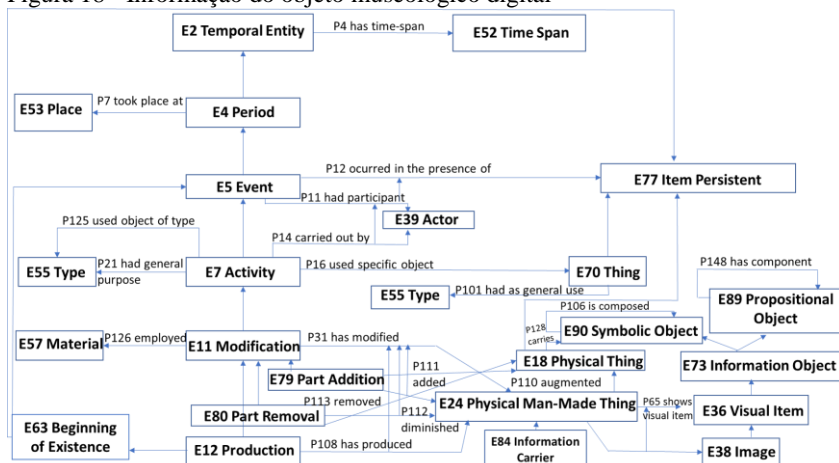 Figura 18 - Informação do objeto museológico digital
E2 Temporal Entity
P4 has time-span
E52 Time Span
E53 Place
P7 took place at
E4 Period
P12 ocurred in the presence of
E5 Event
E77 Item Persistent
P11 had participant
E39 Actor
P125 used object of type
P14 carried out by
E55 Type
P21 had general
purpose
E7 Activity
P16 used specific object
E70 Thing
P148 has component
E55 Type
P101 had as general use
E89 Propositional
Object
P106 is composed
E57 Material
P126 employed
E11 Modification
P31 has modified
P128
carries
E90 Symbolic Object
E18 Physical Thing
E73 Information Object
E79 Part Addition
P111
added
P110 augmented
P113 removed
E80 Part Removal
P112
diminished
E24 Physical Man-Made Thing
P65 shows
visual item
E36 Visual Item
E63 Beginning
of Existence
E12 Production
P108 has produced
E84 Information
Carrier
E38 Image